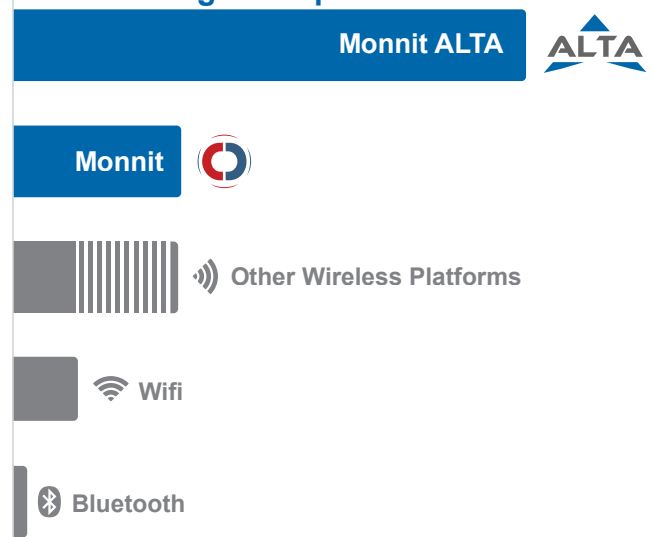 Monnit ALTA
ALTA
Monnit
Other Wireless Platforms
Wifi
Bluetooth